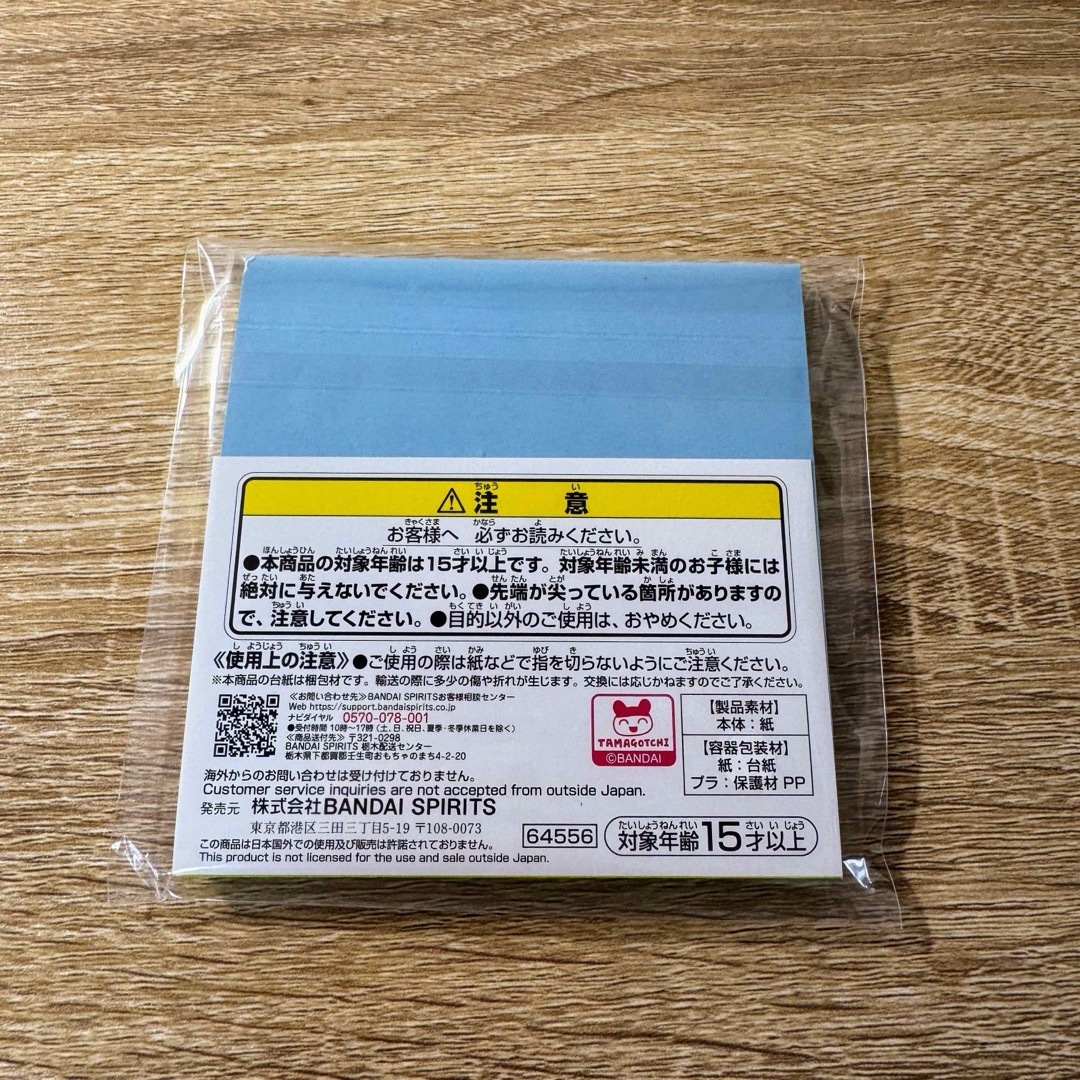 ⚠注意
お客様へ 必ずお読みください。
●本商品の対象年齢は15才以上です。対象年齢未満のお子様には
絶対に与えないでください。●先端が尖っている箇所がありますの
で、注意してください。●目的以外のご使用は、おやめください。
《使用上の注意》●ご使用の際は紙などで指を切らないようにご注意ください。
※本商品の台紙は梱包材です。輸送の際に多少の傷や折れが生じます。交換には応じかねますのでご了承ください。
≪お問い合わせ先≫BANDAI SPIRITSお客様相談センター
Web https://support.bandaispirits.co.jp
ナビダイヤル 0570-078-001
●受付時間 10時〜17時(土、日、祝日、夏季・冬季休業日を除く)
≪商品送付先≫〒321-0298
BANDAI SPIRITS 栃木配送センター
栃木県下都賀郡壬生町おもちゃのまち4-2-20
TAMAGOTCHI
©BANDAI
【製品素材】
本体:紙
【容器包装材】
紙:台紙
プラ:保護材 PP
海外からのお問い合わせは受け付けておりません。
Customer service inquiries are not accepted from outside Japan.
発売元 株式会社BANDAI SPIRITS
東京都港区三田三丁目5-19 〒108-0073
この商品は日本国外での使用及び販売は許諾されておりません。
This product is not licensed for the use and sale outside Japan.
64556
対象年齢15才以上